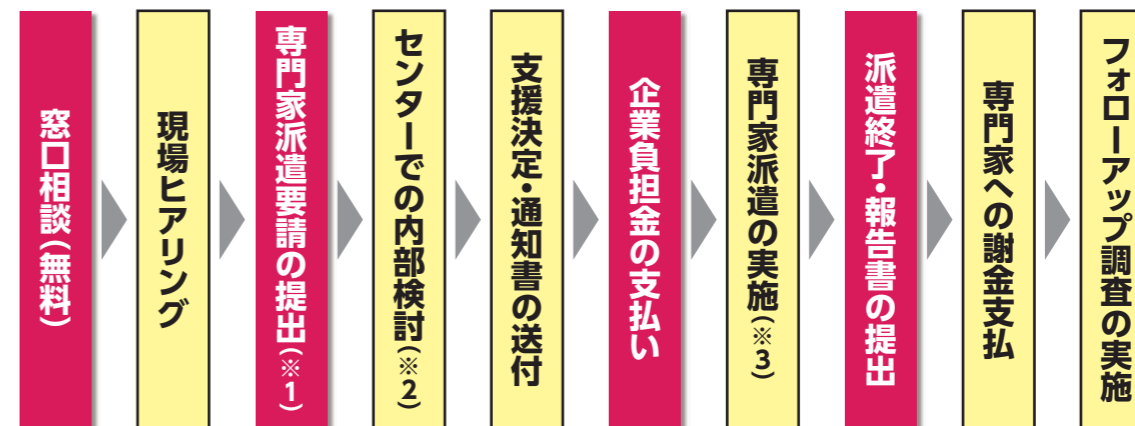 窓口相談(無料)
現場ヒアリング
専門家派遣要請の提出(※1)
センターでの内部検討(※2)
支援決定・通知書の送付
企業負担金の支払い
専門家派遣の実施(※3)
派遣終了・報告書の提出
専門家への謝金支払
フォローアップ調査の実施